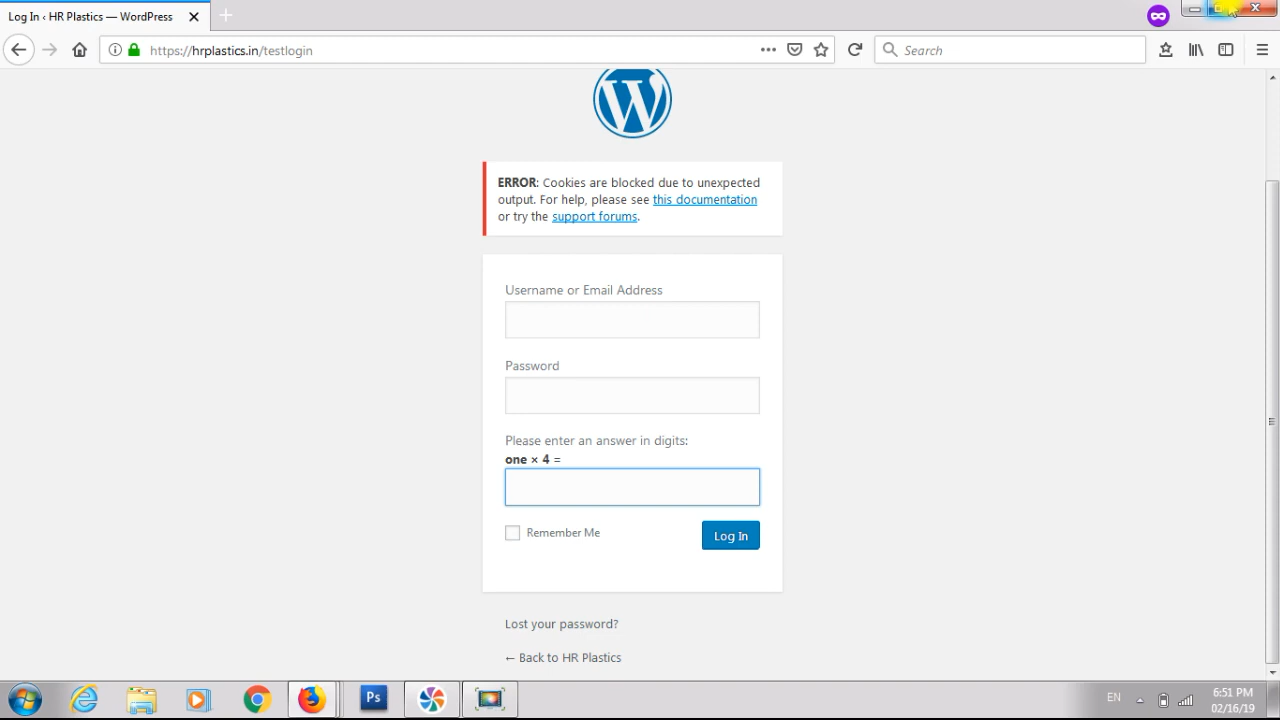 Log In ‹ HR Plastics — WordPress
https://hrplastics.in/testlogin
Search
ERROR: Cookies are blocked due to unexpected
output. For help, please see this documentation
or try the support forums.
Username or Email Address
Password
Please enter an answer in digits:
one × 4 =
Remember Me
Log In
Lost your password?
← Back to HR Plastics
Ps
EN
6:51 PM
02/16/19